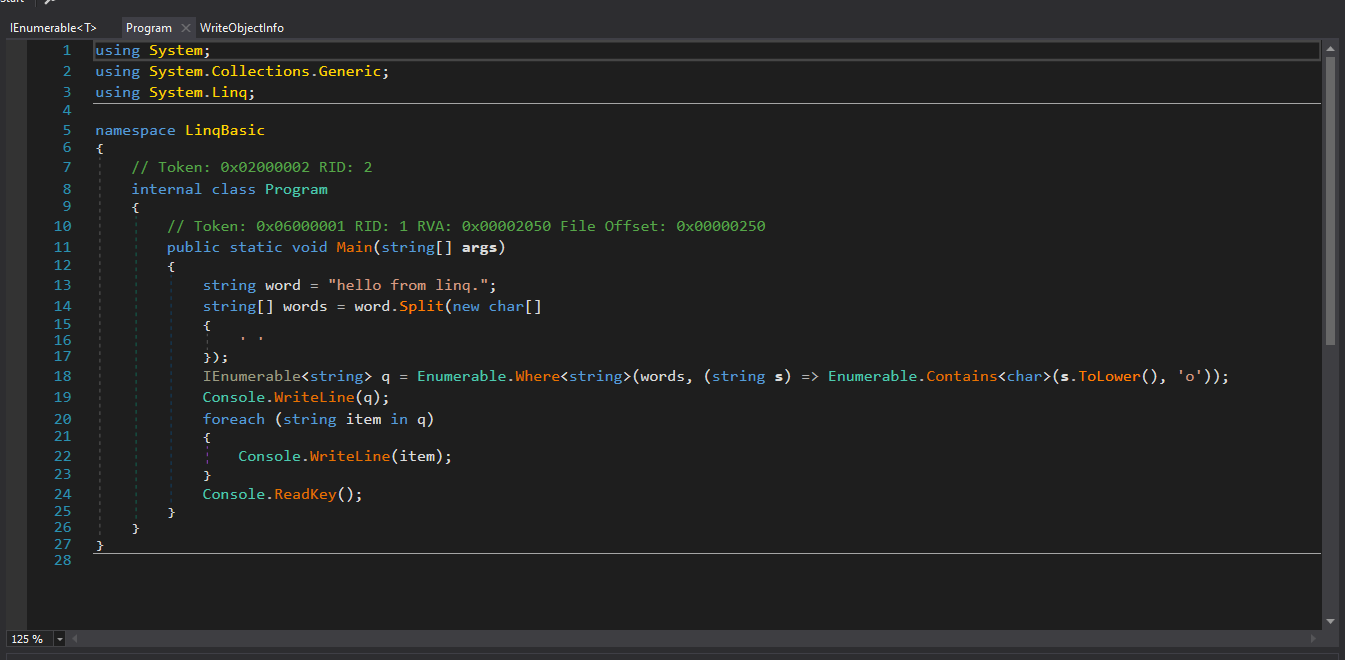 Start
IEnumerable<T> Program WriteObjectInfo
1 using System;
2 using System.Collections.Generic;
3 using System.Linq;
4
5 namespace LinqBasic
6 {
7 // Token: 0x02000002 RID: 2
8 internal class Program
9 {
10 // Token: 0x06000001 RID: 1 RVA: 0x00002050 File Offset: 0x00000250
11 public static void Main(string[] args)
12 {
13 string word = "hello from linq.";
14 string[] words = word.Split(new char[]
15 {
16 ' '
17 });
18 IEnumerable<string> q = Enumerable.Where<string>(words, (string s) => Enumerable.Contains<char>(s.ToLower(), 'o'));
19 Console.WriteLine(q);
20 foreach (string item in q)
21 {
22 Console.WriteLine(item);
23 }
24 Console.ReadKey();
25 }
26 }
27 }
28
125 %